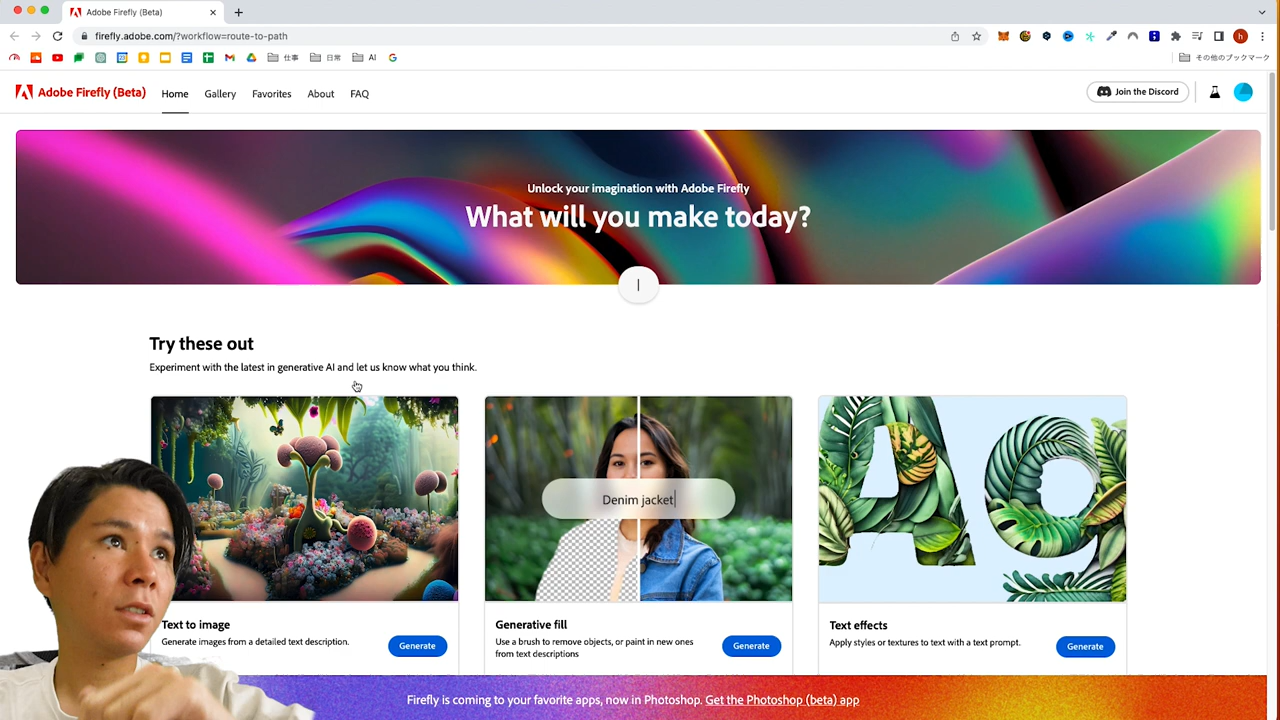 Adobe Firefly (Beta)
firefly.adobe.com/?workflow=route-to-path
仕事
日常
AI
その他のブックマーク
Adobe Firefly (Beta)
Home
Gallery
Favorites
About
FAQ
Join the Discord
Unlock your imagination with Adobe Firefly
What will you make today?
Try these out
Experiment with the latest in generative AI and let us know what you think.
Denim jacket
Ag
Text to image
Generate images from a detailed text description.
Generate
Generative fill
Use a brush to remove objects, or paint in new ones
from text descriptions
Generate
Text effects
Apply styles or textures to text with a text prompt.
Generate
Firefly is coming to your favorite apps, now in Photoshop. Get the Photoshop (beta) app